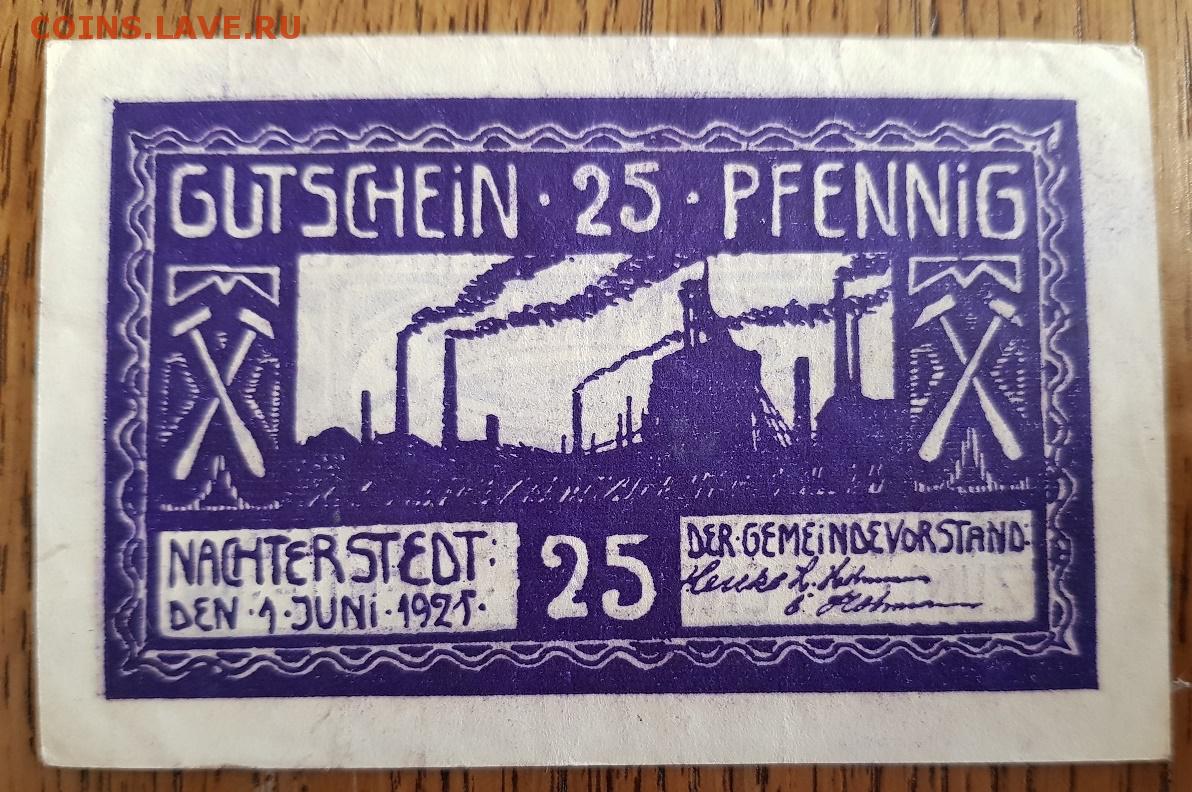 COINS.LAVE.RU
GUTSCHEIN · 25 · PFENNIG
NACHTERSTEDT:
DEN · 1 · JUNI · 1921 ·
25
DER · GEMEINDEVORSTAND: